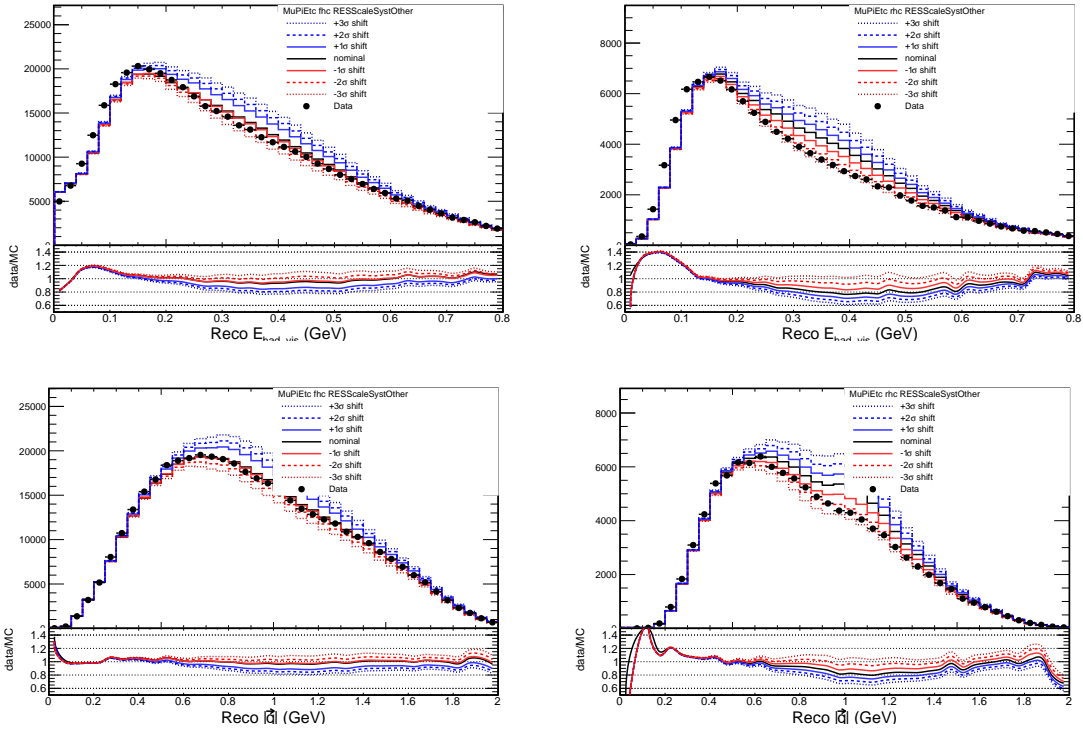 MuPiEtc fhc RESScaleSystOther
+3σ shift
+2σ shift
+1σ shift
nominal
-1σ shift
-2σ shift
-3σ shift
Data
25000
20000
15000
10000
5000
0
data/MC
1.4
1.2
1
0.8
0.6
0 0.1 0.2 0.3 0.4 0.5 0.6 0.7 0.8
Reco E_had_vis (GeV)
MuPiEtc rhc RESScaleSystOther
+3σ shift
+2σ shift
+1σ shift
nominal
-1σ shift
-2σ shift
-3σ shift
Data
8000
6000
4000
2000
0
data/MC
1.4
1.2
1
0.8
0.6
0 0.1 0.2 0.3 0.4 0.5 0.6 0.7 0.8
Reco E_had_vis (GeV)
MuPiEtc fhc RESScaleSystOther
+3σ shift
+2σ shift
+1σ shift
nominal
-1σ shift
-2σ shift
-3σ shift
Data
25000
20000
15000
10000
5000
0
data/MC
1.4
1.2
1
0.8
0.6
0 0.2 0.4 0.6 0.8 1 1.2 1.4 1.6 1.8 2
Reco |q⃗| (GeV)
MuPiEtc rhc RESScaleSystOther
+3σ shift
+2σ shift
+1σ shift
nominal
-1σ shift
-2σ shift
-3σ shift
Data
8000
6000
4000
2000
0
data/MC
1.4
1.2
1
0.8
0.6
0 0.2 0.4 0.6 0.8 1 1.2 1.4 1.6 1.8 2
Reco |q⃗| (GeV)